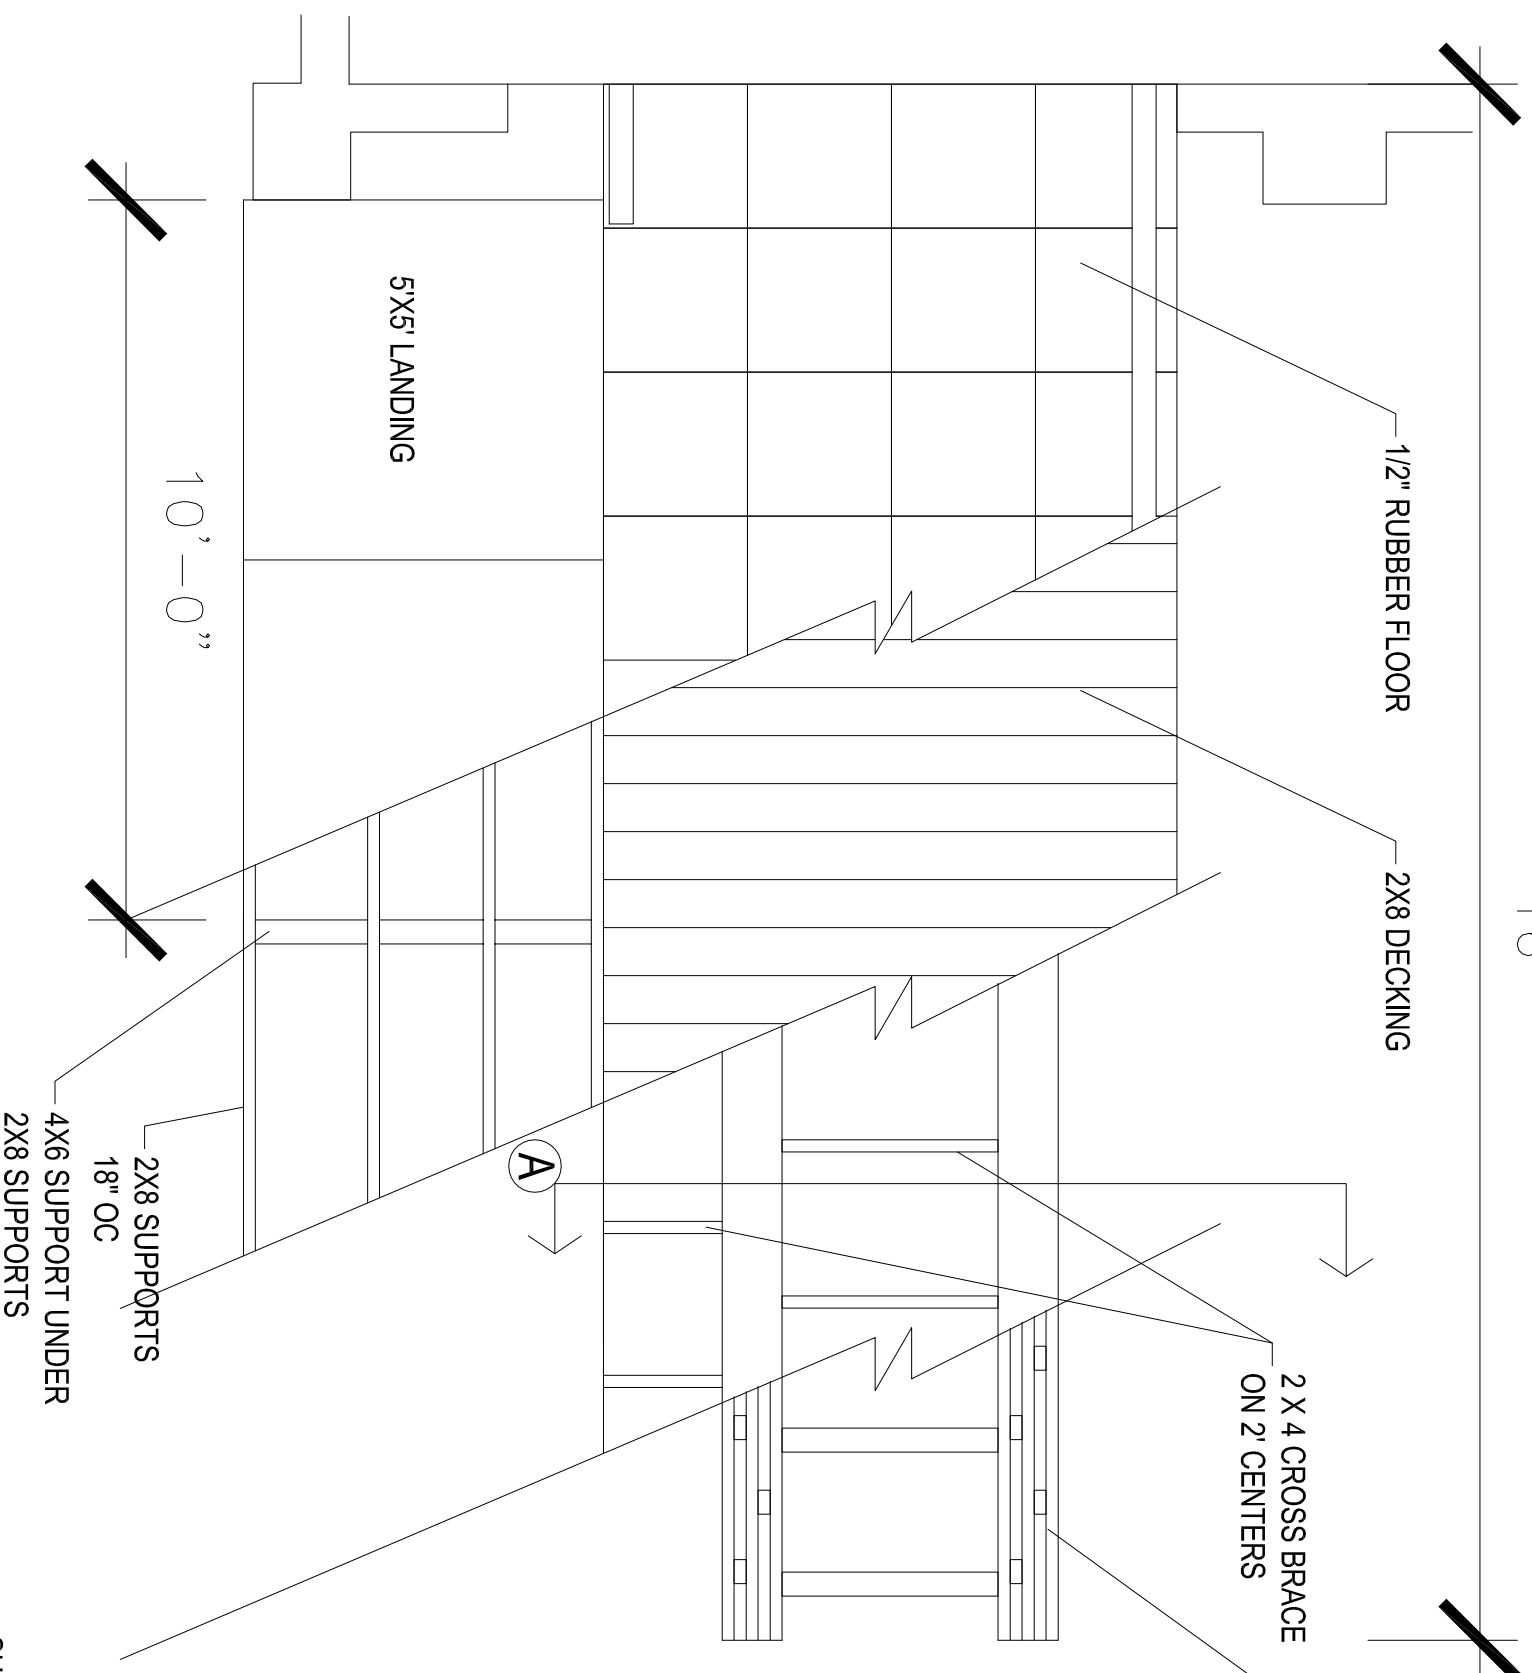 1/2" RUBBER FLOOR
2X8 DECKING
2 X 4 CROSS BRACE
ON 2' CENTERS
5'X5' LANDING
A
10'-0"
2X8 SUPPORTS
18" OC
4X6 SUPPORT UNDER
2X8 SUPPORTS